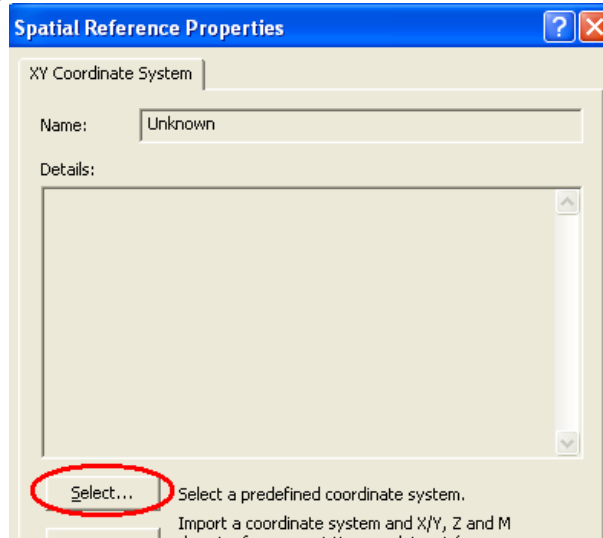 Spatial Reference Properties
XY Coordinate System
Name: Unknown
Details:
Select... Select a predefined coordinate system.
Import a coordinate system and X/Y, Z and M